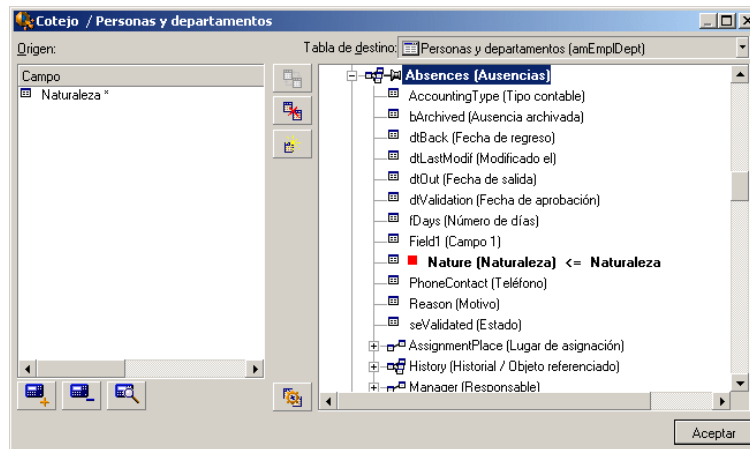 Cotejo / Personas y departamentos
Origen:
Tabla de destino: Personas y departamentos (amEmplDept)
Campo
Naturaleza *
Absences (Ausencias)
AccountingType (Tipo contable)
bArchived (Ausencia archivada)
dtBack (Fecha de regreso)
dtLastModif (Modificado el)
dtOut (Fecha de salida)
dtValidation (Fecha de aprobación)
fDays (Número de días)
Field1 (Campo 1)
Nature (Naturaleza) <= Naturaleza
PhoneContact (Teléfono)
Reason (Motivo)
seValidated (Estado)
AssignmentPlace (Lugar de asignación)
History (Historial / Objeto referenciado)
Manager (Responsable)
Aceptar